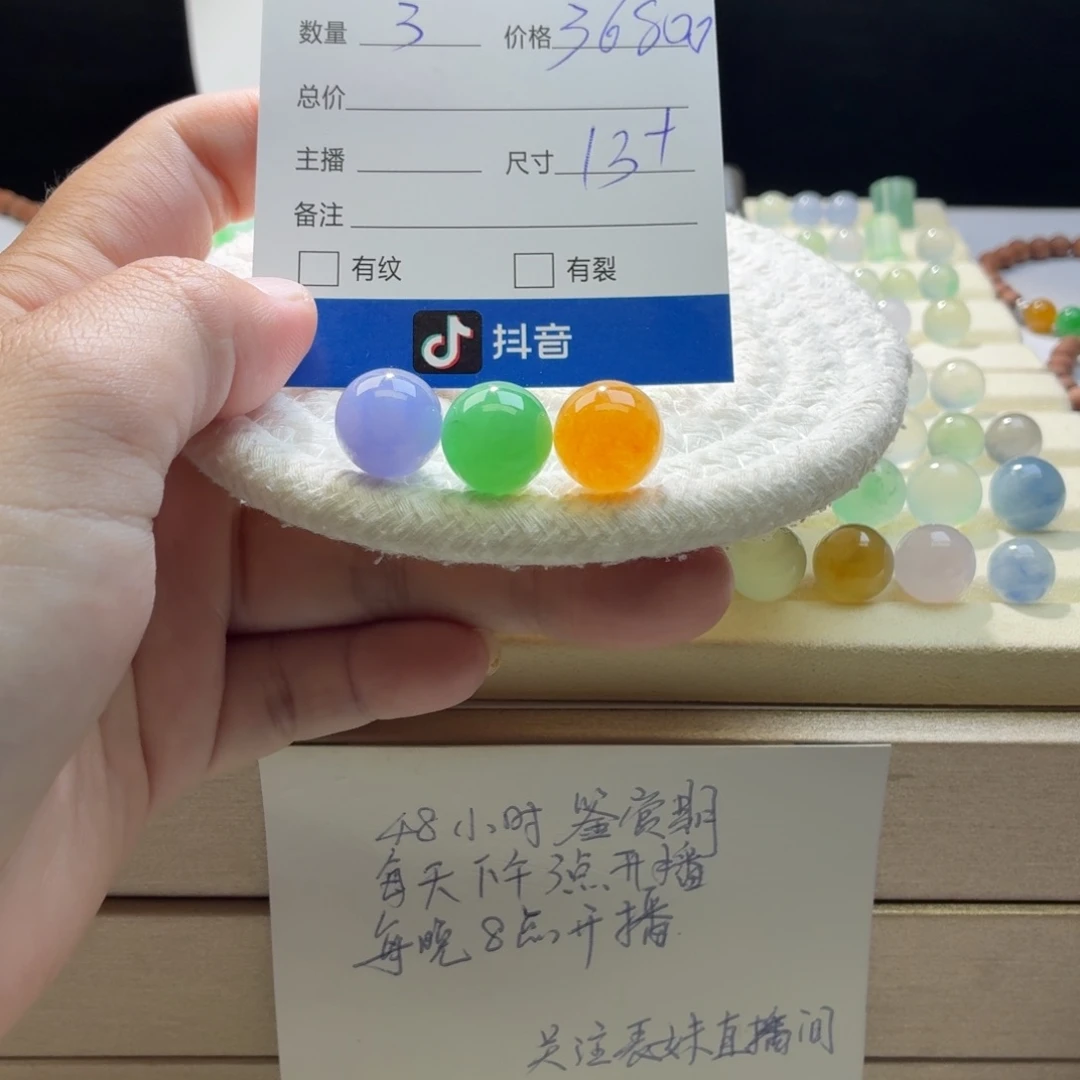 数量 3 价格 36800
总价
主播 尺寸 13+
备注
有纹 有裂
抖音
48小时鉴赏期
每天下午3点开播
每晚8点开播
关注表妹直播间